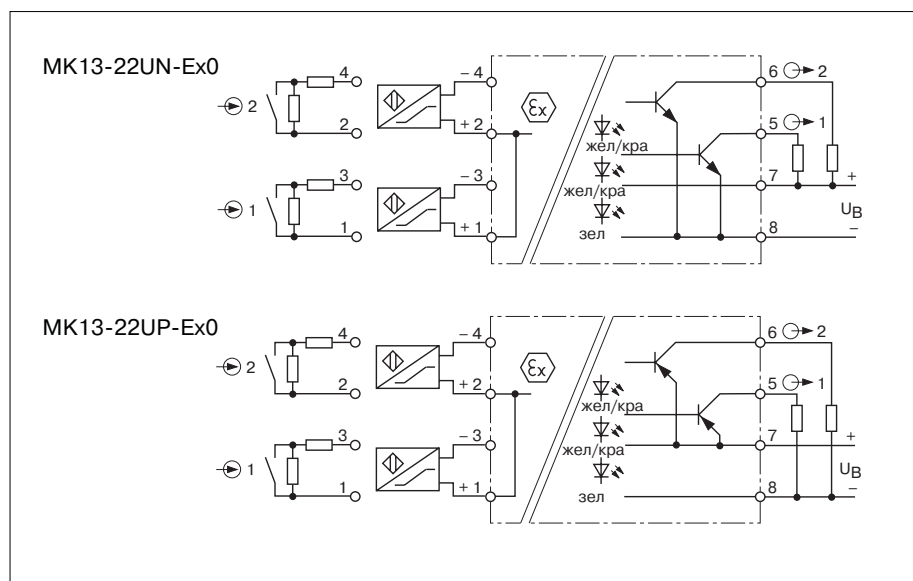 MK13-22UN-Ex0
4
2
2
3
1
1
– 4
+ 2
– 3
+ 1
Ex
жел/кра
жел/кра
зел
6 2
5 1
7 +
UB
8 –
MK13-22UP-Ex0
4
2
2
3
1
1
– 4
+ 2
– 3
+ 1
Ex
жел/кра
жел/кра
зел
6 2
5 1
7 +
UB
8 –